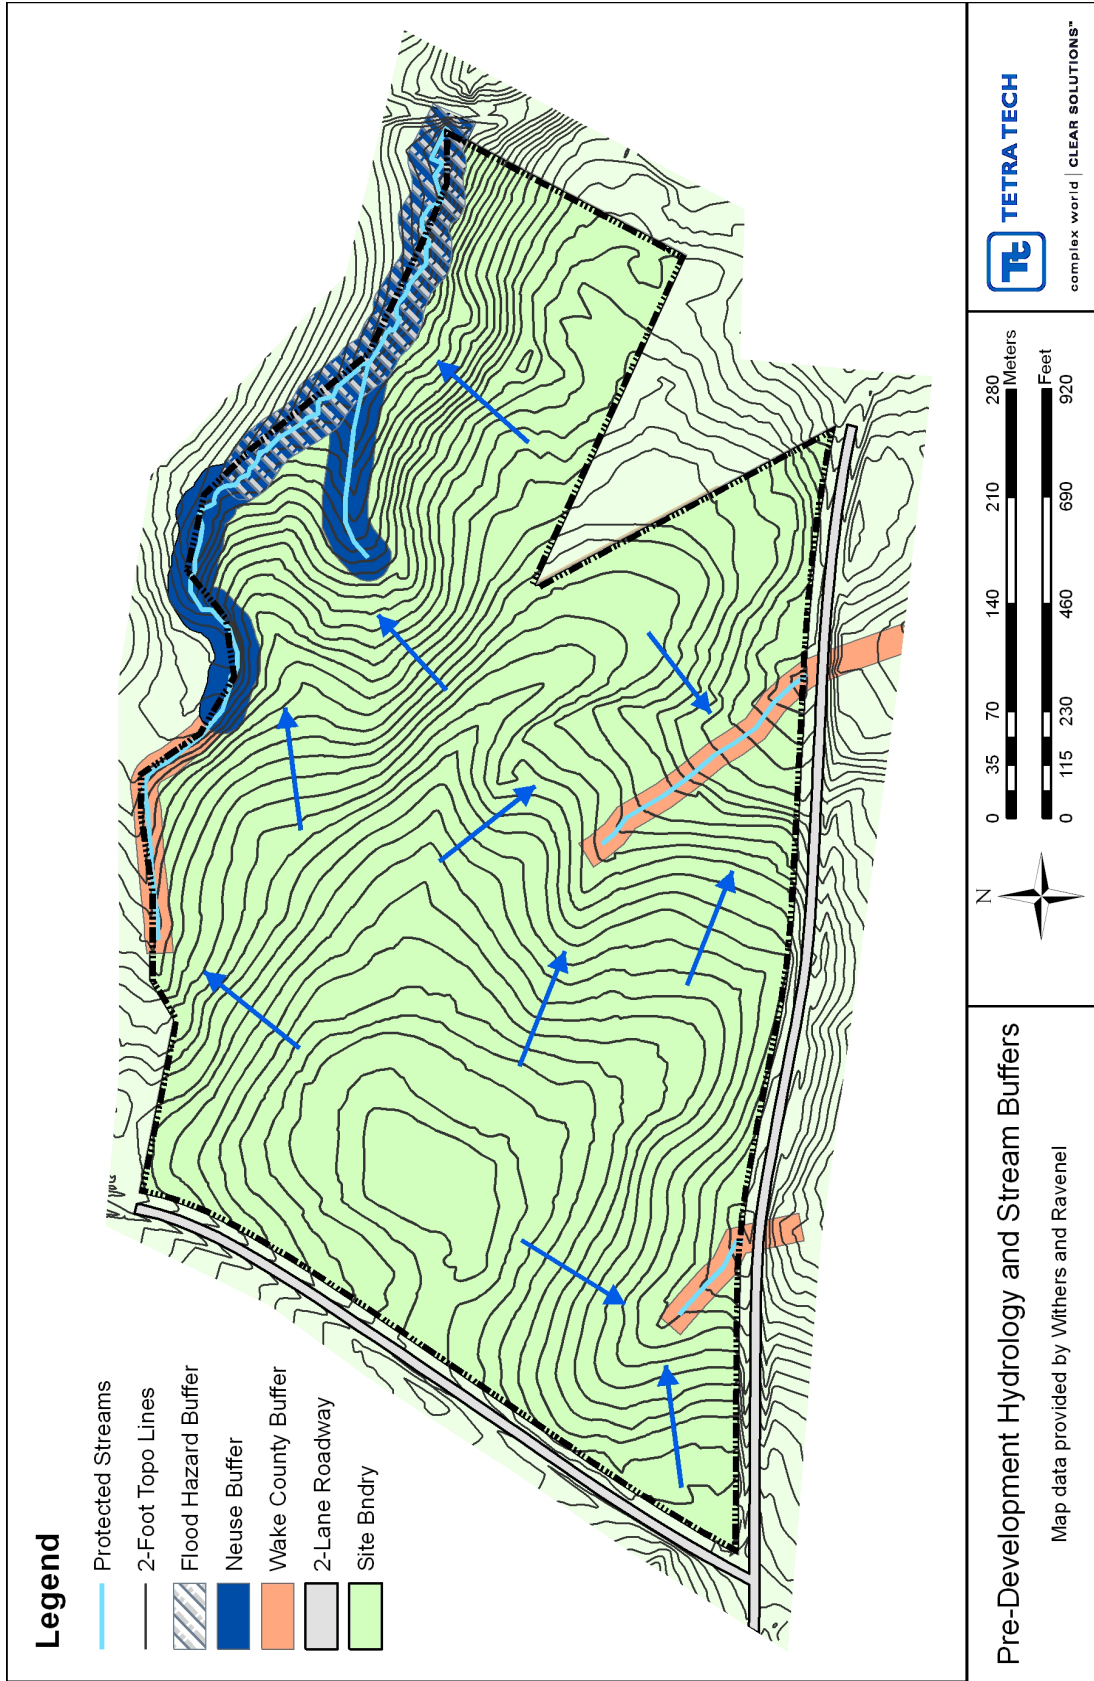 Legend
Protected Streams
2-Foot Topo Lines
Flood Hazard Buffer
Neuse Buffer
Wake County Buffer
2-Lane Roadway
Site Bndry
Pre-Development Hydrology and Stream Buffers
Map data provided by Withers and Ravenel
N
0 35 70 140 210 280
Meters
Feet
0 115 230 460 690 920
Tt TETRA TECH
complex world | CLEAR SOLUTIONS™